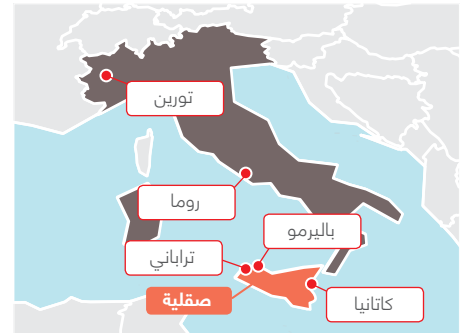 تورين
روما
باليرمو
تراباني
صقلية
كاتانيا